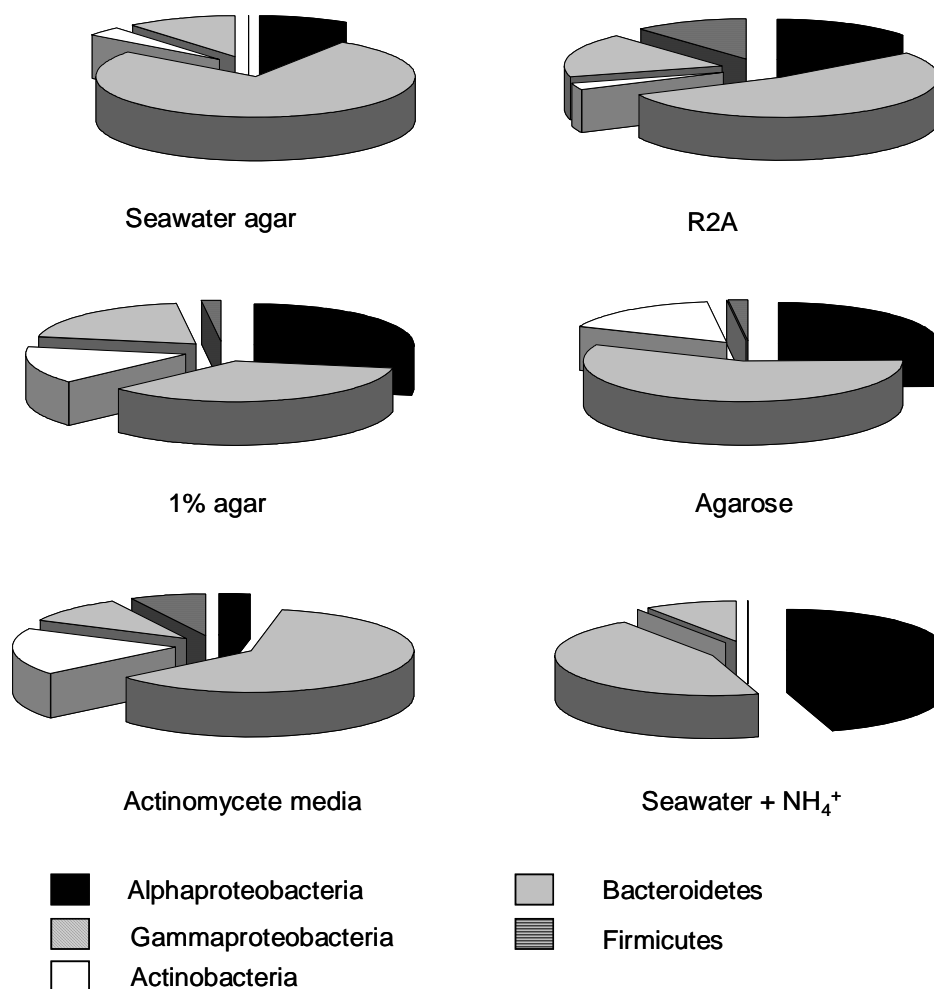 Seawater agar
R2A
1% agar
Agarose
Actinomycete media
Seawater + NH₄⁺
Alphaproteobacteria
Bacteroidetes
Gammaproteobacteria
Firmicutes
Actinobacteria